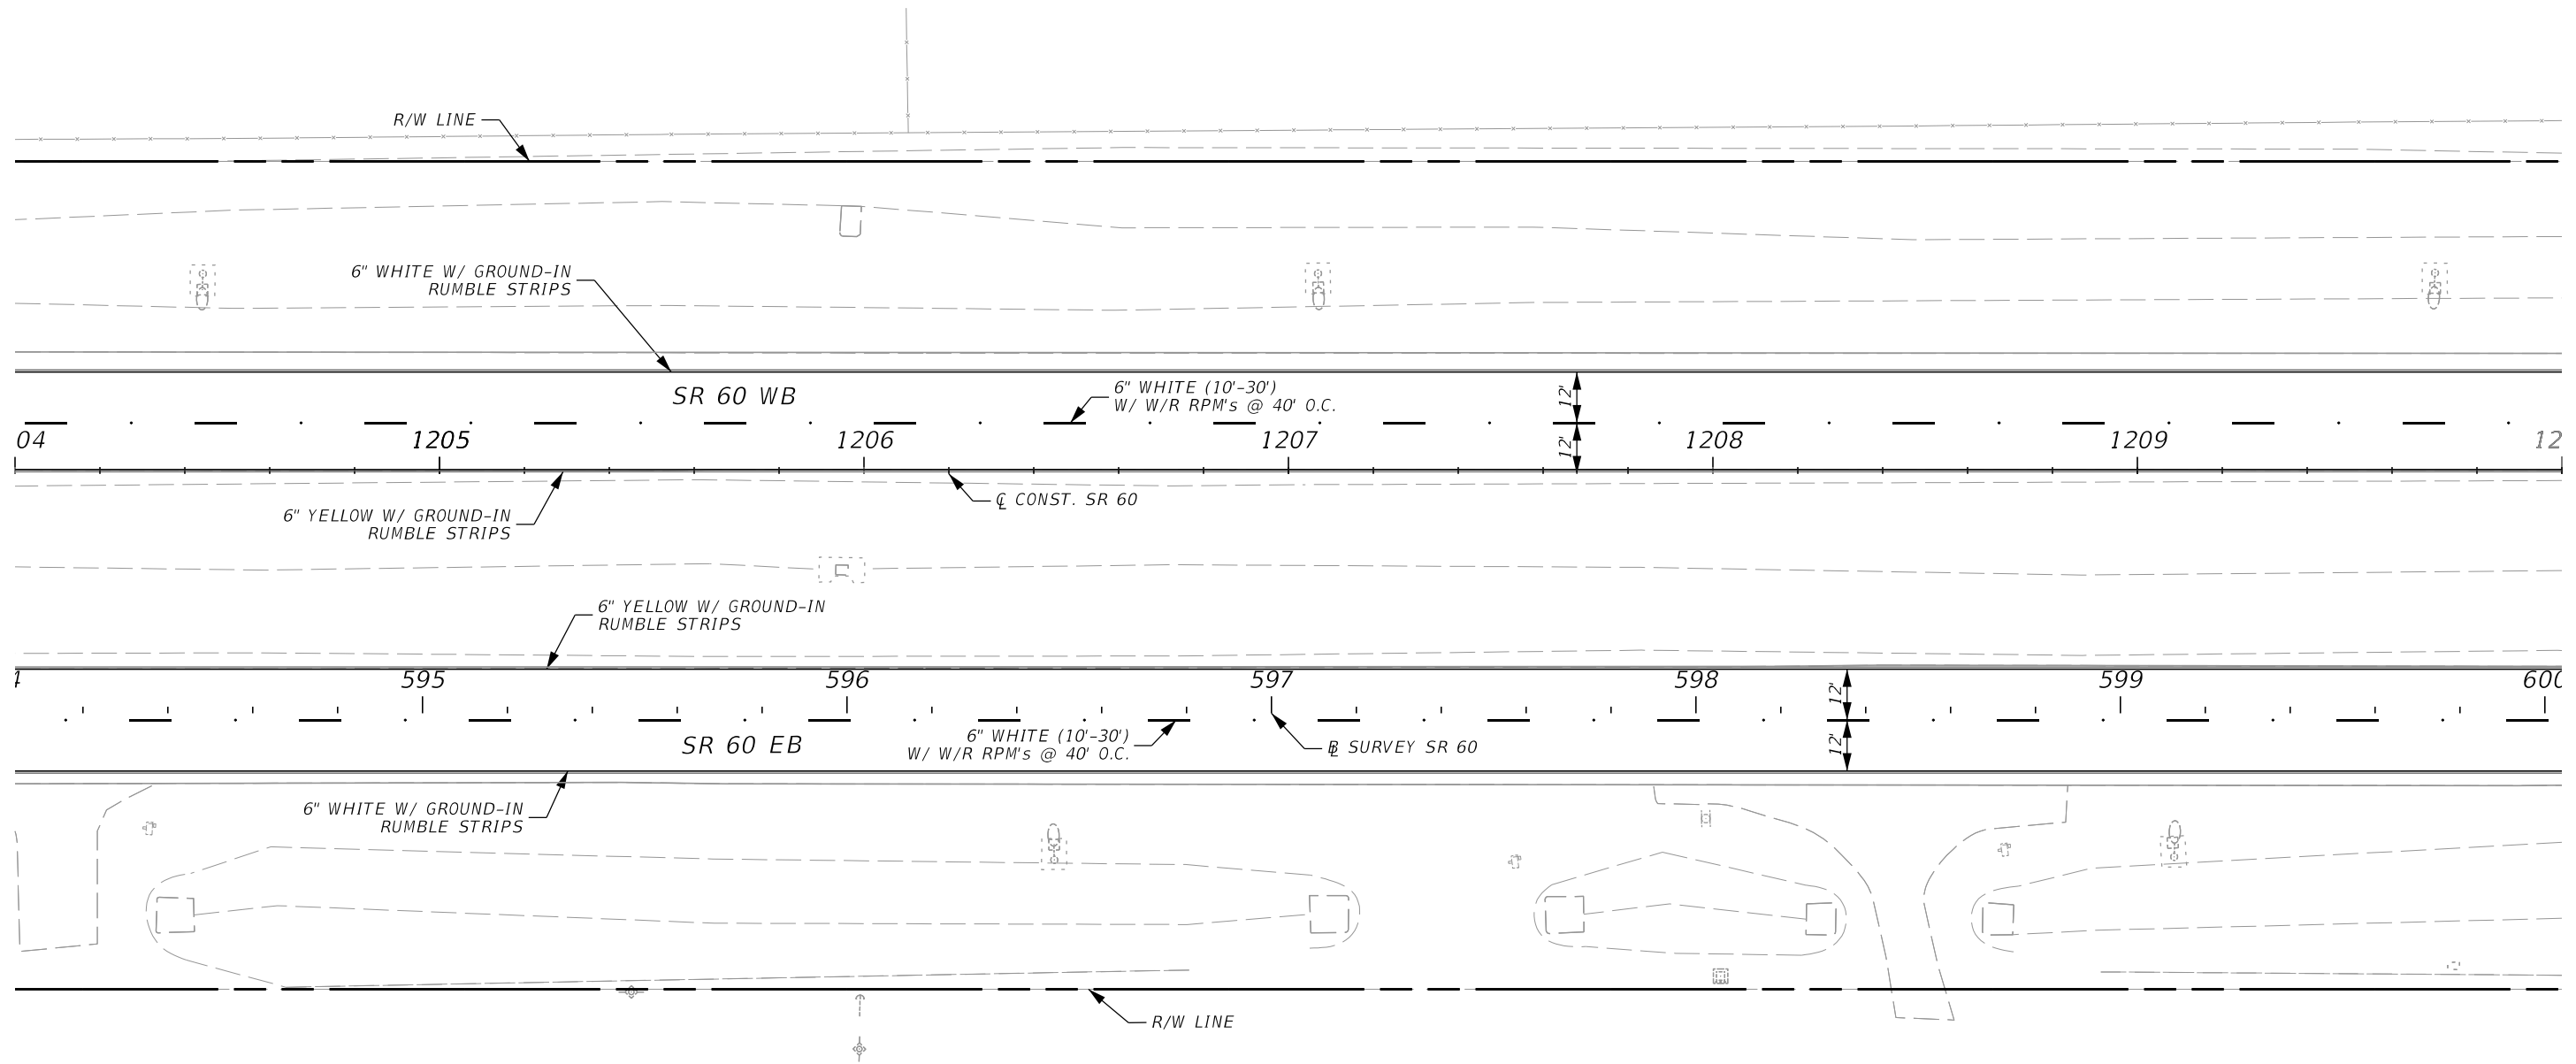 R/W LINE
6" WHITE W/ GROUND-IN
RUMBLE STRIPS
SR 60 WB
6" WHITE (10'-30')
W/ W/R RPM's @ 40' O.C.
12'
12'
04 1205 1206 1207 1208 1209 12
℄ CONST. SR 60
6" YELLOW W/ GROUND-IN
RUMBLE STRIPS
6" YELLOW W/ GROUND-IN
RUMBLE STRIPS
4 595 596 597 598 599 600
12'
12'
SR 60 EB
6" WHITE (10'-30')
W/ W/R RPM's @ 40' O.C.
BL SURVEY SR 60
6" WHITE W/ GROUND-IN
RUMBLE STRIPS
R/W LINE